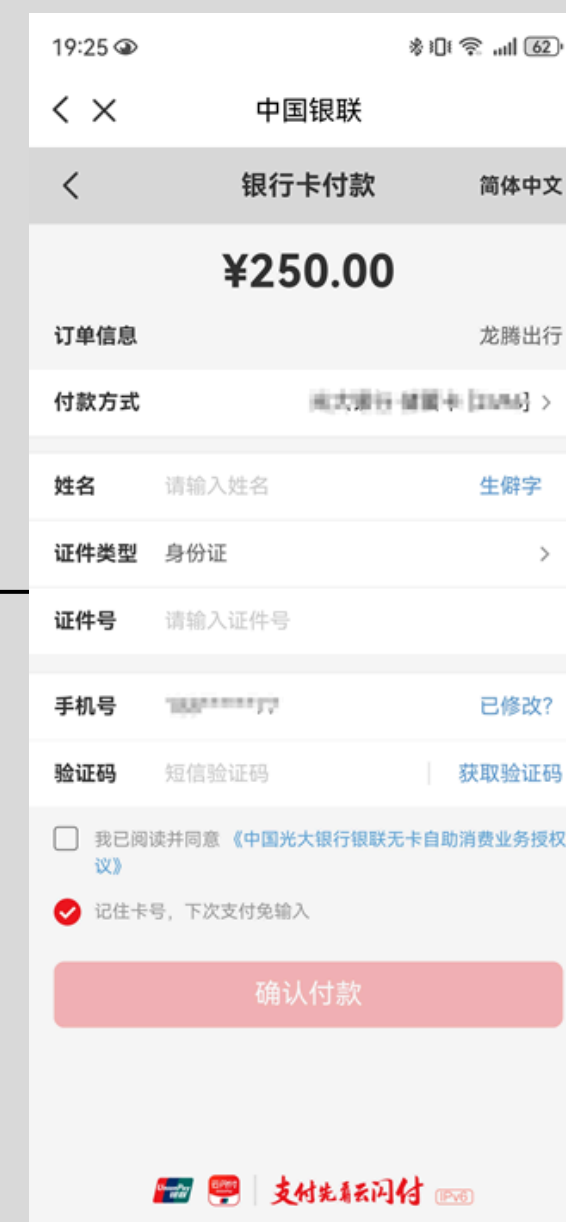 19:25
62
中国银联
银行卡付款 简体中文
¥250.00
订单信息 龙腾出行
付款方式
姓名 请输入姓名 生僻字
证件类型 身份证
证件号 请输入证件号
手机号 已修改?
验证码 短信验证码 获取验证码
我已阅读并同意《中国光大银行银联无卡自助消费业务授权
议》
记住卡号，下次支付免输入
确认付款
UnionPay 银联 云闪付 支付先看云闪付 IPv6